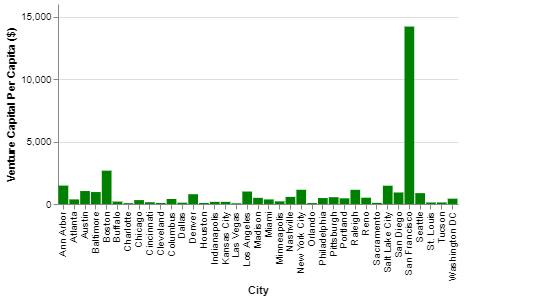 Venture Capital Per Capita ($)
15,000
10,000
5,000
0
Ann Arbor
Atlanta
Austin
Baltimore
Boston
Buffalo
Charlotte
Chicago
Cincinnati
Cleveland
Columbus
Dallas
Denver
Houston
Indianapolis
Kansas City
Las Vegas
Los Angeles
Madison
Miami
Minneapolis
Nashville
New York City
Orlando
Philadelphia
Pittsburgh
Portland
Raleigh
Reno
Sacramento
Salt Lake City
San Diego
San Francisco
Seattle
St. Louis
Tucson
Washington DC
City